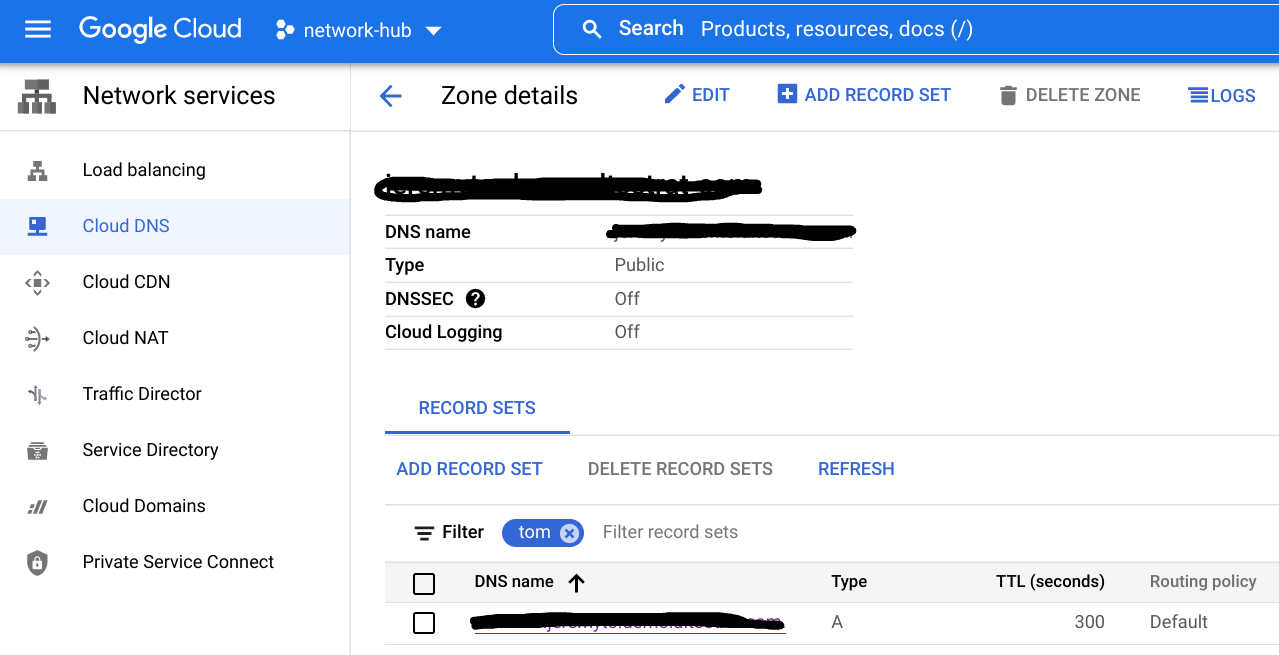 Google Cloud network-hub Search Products, resources, docs (/)
Network services
Zone details EDIT ADD RECORD SET DELETE ZONE LOGS
Load balancing
Cloud DNS
Cloud CDN
Cloud NAT
Traffic Director
Service Directory
Cloud Domains
Private Service Connect
DNS name
Type Public
DNSSEC ? Off
Cloud Logging Off
RECORD SETS
ADD RECORD SET DELETE RECORD SETS REFRESH
Filter tom Filter record sets
DNS name Type TTL (seconds) Routing policy
A 300 Default